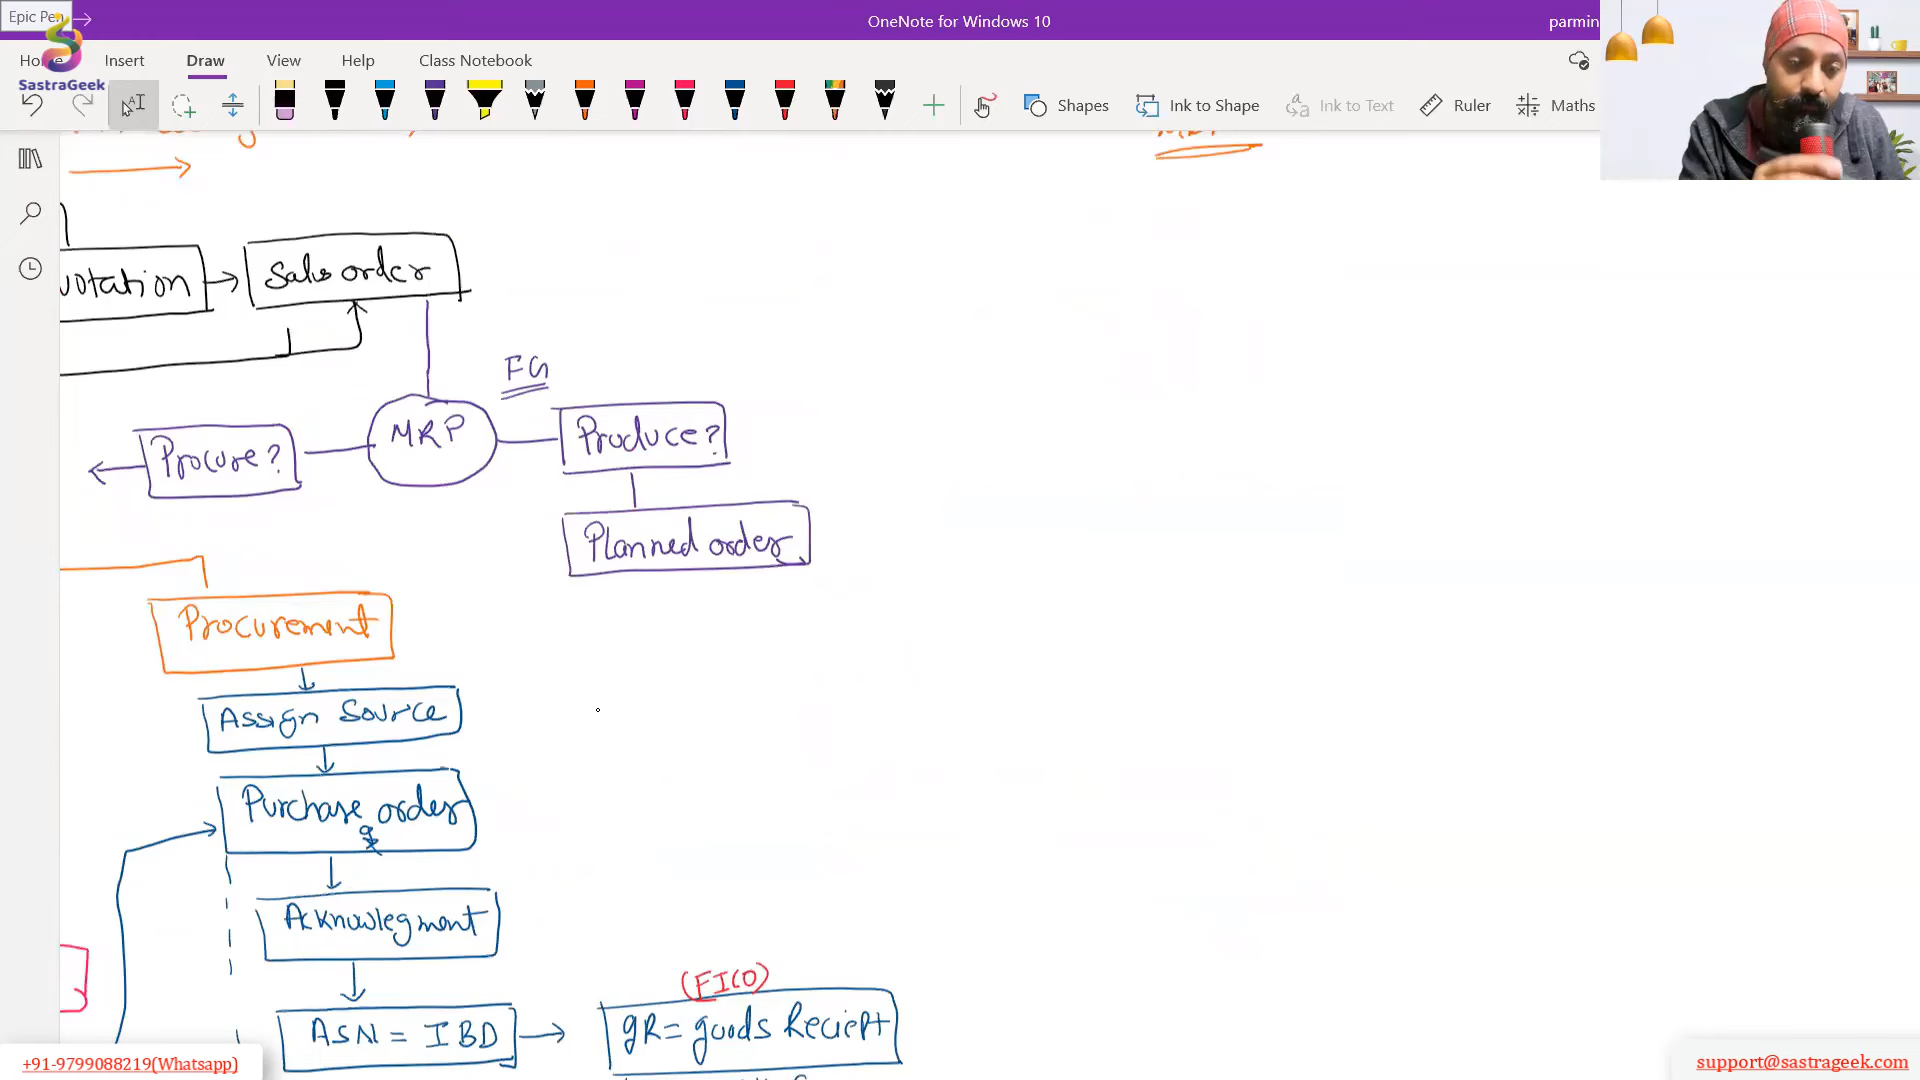 Epic Pen
OneNote for Windows 10
parmin
Insert
Draw
View
Help
Class Notebook
SastraGeek
Shapes
Ink to Shape
Ink to Text
Ruler
Maths
uotation
Sales order
FG
Procure?
MRP
Produce?
Planned order
Procurement
Assign Source
Purchase order
Acknowlegment
(FICO)
ASN = IBD
gR = goods Reciept
+91-9799088219(Whatsapp)
support@sastrageek.com